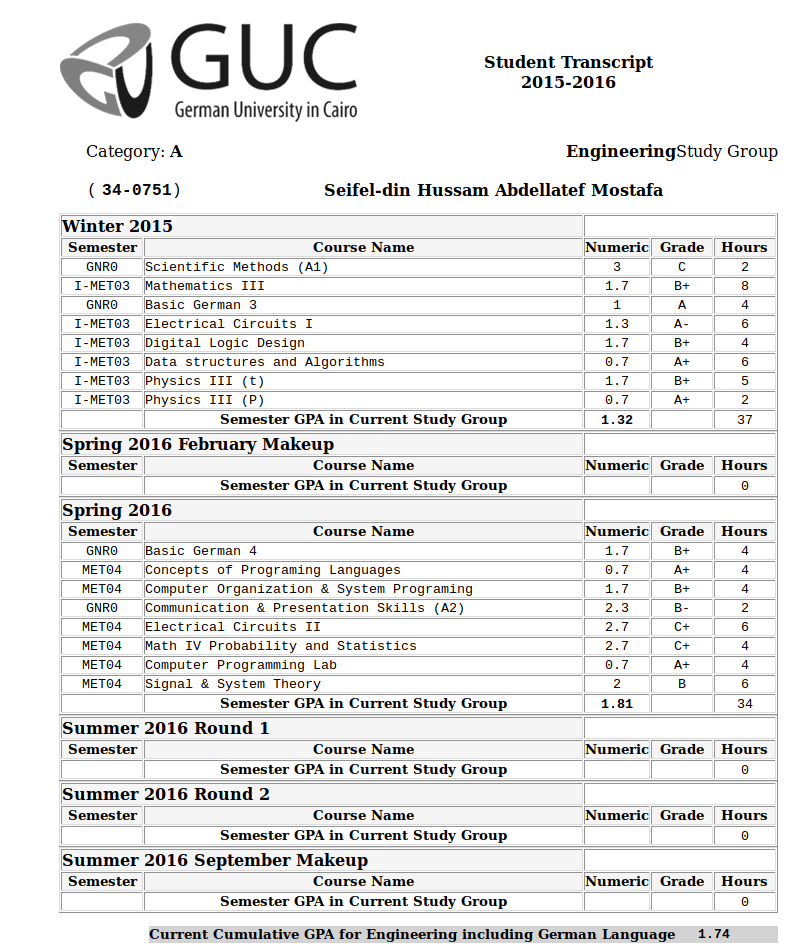 GUC
German University in Cairo
Student Transcript
2015-2016
Category: A
EngineeringStudy Group
( 34-0751)
Seifel-din Hussam Abdellatef Mostafa
Winter 2015
Semester Course Name Numeric Grade Hours
GNR0 Scientific Methods (A1) 3 C 2
I-MET03 Mathematics III 1.7 B+ 8
GNR0 Basic German 3 1 A 4
I-MET03 Electrical Circuits I 1.3 A- 6
I-MET03 Digital Logic Design 1.7 B+ 4
I-MET03 Data structures and Algorithms 0.7 A+ 6
I-MET03 Physics III (t) 1.7 B+ 5
I-MET03 Physics III (P) 0.7 A+ 2
Semester GPA in Current Study Group 1.32 37
Spring 2016 February Makeup
Semester Course Name Numeric Grade Hours
Semester GPA in Current Study Group 0
Spring 2016
Semester Course Name Numeric Grade Hours
GNR0 Basic German 4 1.7 B+ 4
MET04 Concepts of Programing Languages 0.7 A+ 4
MET04 Computer Organization & System Programing 1.7 B+ 4
GNR0 Communication & Presentation Skills (A2) 2.3 B- 2
MET04 Electrical Circuits II 2.7 C+ 6
MET04 Math IV Probability and Statistics 2.7 C+ 4
MET04 Computer Programming Lab 0.7 A+ 4
MET04 Signal & System Theory 2 B 6
Semester GPA in Current Study Group 1.81 34
Summer 2016 Round 1
Semester Course Name Numeric Grade Hours
Semester GPA in Current Study Group 0
Summer 2016 Round 2
Semester Course Name Numeric Grade Hours
Semester GPA in Current Study Group 0
Summer 2016 September Makeup
Semester Course Name Numeric Grade Hours
Semester GPA in Current Study Group 0
Current Cumulative GPA for Engineering including German Language 1.74